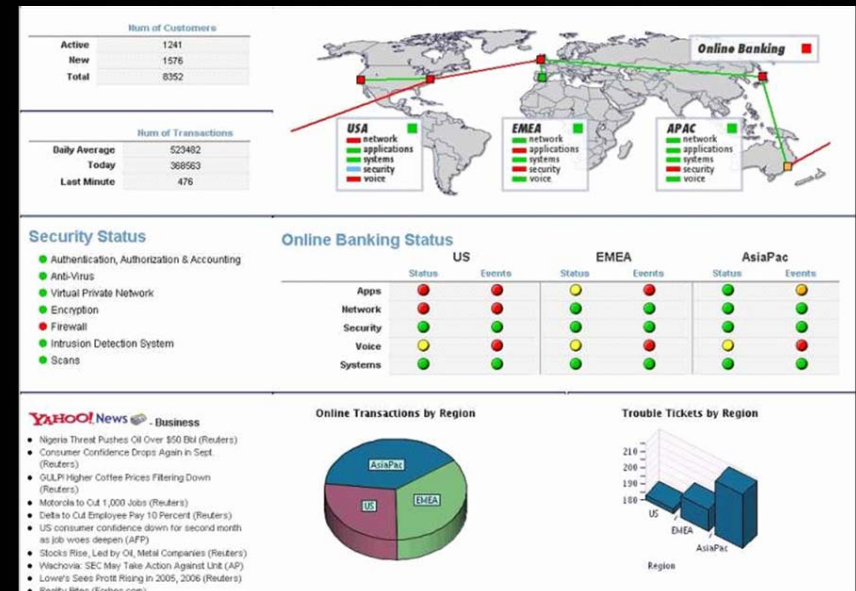 Num of Customers
Active 1241
New 1576
Total 8352
Num of Transactions
Daily Average 523482
Today 368563
Last Minute 476
Online Banking
USA
network
applications
systems
security
voice
EMEA
network
applications
systems
security
voice
APAC
network
applications
systems
security
voice
Security Status
Authentication, Authorization & Accounting
Anti-Virus
Virtual Private Network
Encryption
Firewall
Intrusion Detection System
Scans
Online Banking Status
US EMEA AsiaPac
Status Events Status Events Status Events
Apps
Network
Security
Voice
Systems
YAHOO! News - Business
Nigeria Threat Pushes Oil Over $50 Bbl (Reuters)
Consumer Confidence Drops Again in Sept.
(Reuters)
GULP! Higher Coffee Prices Filtering Down
(Reuters)
Motorola to Cut 1,000 Jobs (Reuters)
Delta to Cut Employee Pay 10 Percent (Reuters)
US consumer confidence down for second month
as job woes deepen (AFP)
Stocks Rise, Led by Oil, Metal Companies (Reuters)
Wachovia: SEC May Take Action Against Unit (AP)
Lowe's Sees Profit Rising in 2005, 2006 (Reuters)
Reality Bites (Forbes.com)
Online Transactions by Region
AsiaPac
US
EMEA
Trouble Tickets by Region
210
200
190
180
US
EMEA
AsiaPac
Region